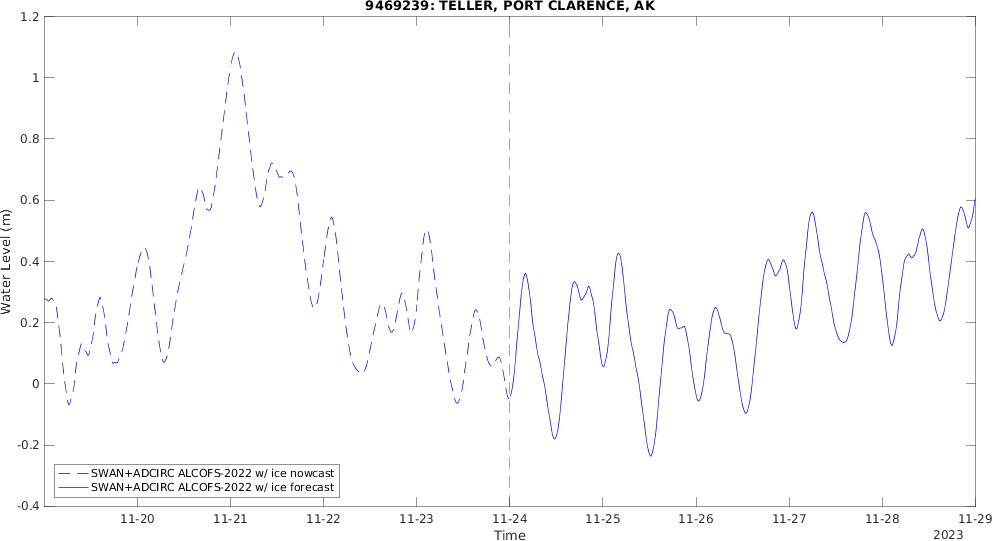 9469239: TELLER, PORT CLARENCE, AK
1.2
1
0.8
0.6
0.4
0.2
0
-0.2
-0.4
Water Level (m)
SWAN+ADCIRC ALCOFS-2022 w/ ice nowcast
SWAN+ADCIRC ALCOFS-2022 w/ ice forecast
11-20 11-21 11-22 11-23 11-24 11-25 11-26 11-27 11-28 11-29
Time
2023